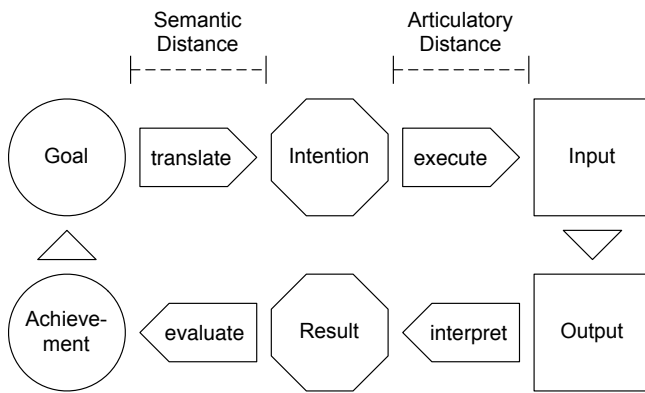 Semantic
Distance
Articulatory
Distance
Goal
translate
Intention
execute
Input
Achieve-
ment
evaluate
Result
interpret
Output